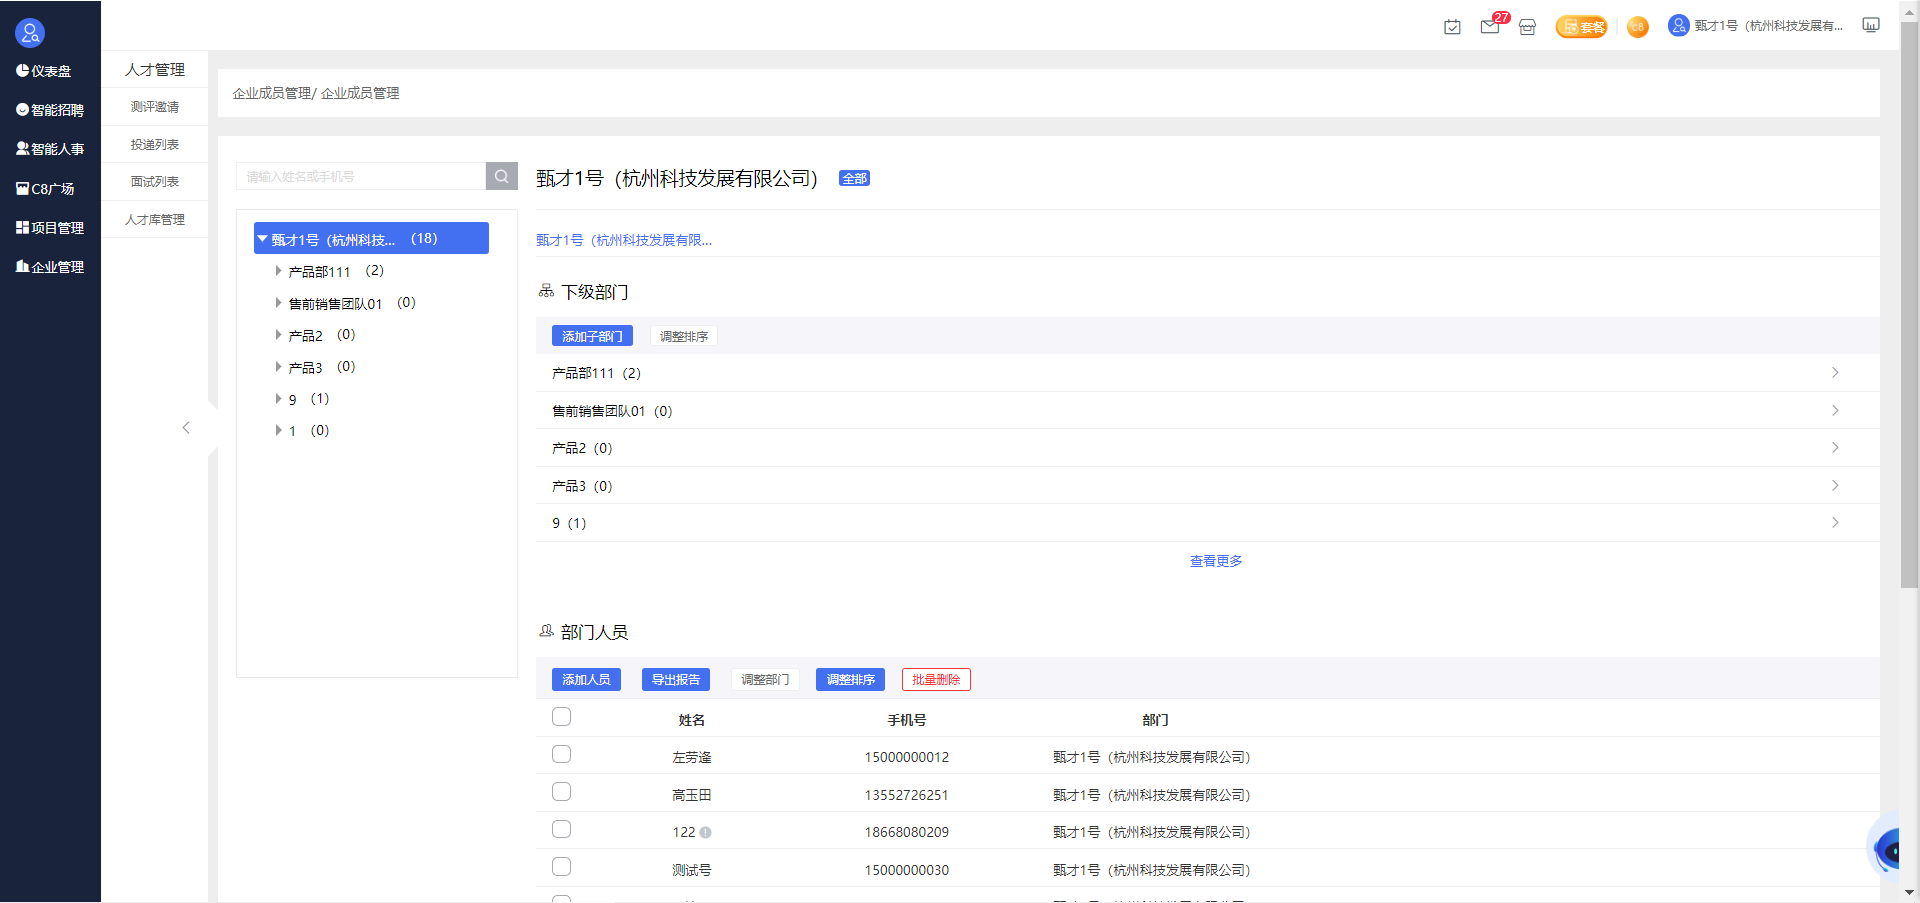 27
套餐
C8
甄才1号（杭州科技发展有...
仪表盘
智能招聘
智能人事
C8广场
项目管理
企业管理
人才管理
测评邀请
投递列表
面试列表
人才库管理
企业成员管理/ 企业成员管理
请输入姓名或手机号
甄才1号（杭州科技... （18）
产品部111 （2）
售前销售团队01 （0）
产品2 （0）
产品3 （0）
9 （1）
1 （0）
甄才1号（杭州科技发展有限公司） 全部
甄才1号（杭州科技发展有限...
下级部门
添加子部门 调整排序
产品部111（2）
售前销售团队01（0）
产品2（0）
产品3（0）
9（1）
查看更多
部门人员
添加人员 导出报告 调整部门 调整排序 批量删除
姓名 手机号 部门
左劳逢 15000000012 甄才1号（杭州科技发展有限公司）
高玉田 13552726251 甄才1号（杭州科技发展有限公司）
122 18668080209 甄才1号（杭州科技发展有限公司）
测试号 15000000030 甄才1号（杭州科技发展有限公司）